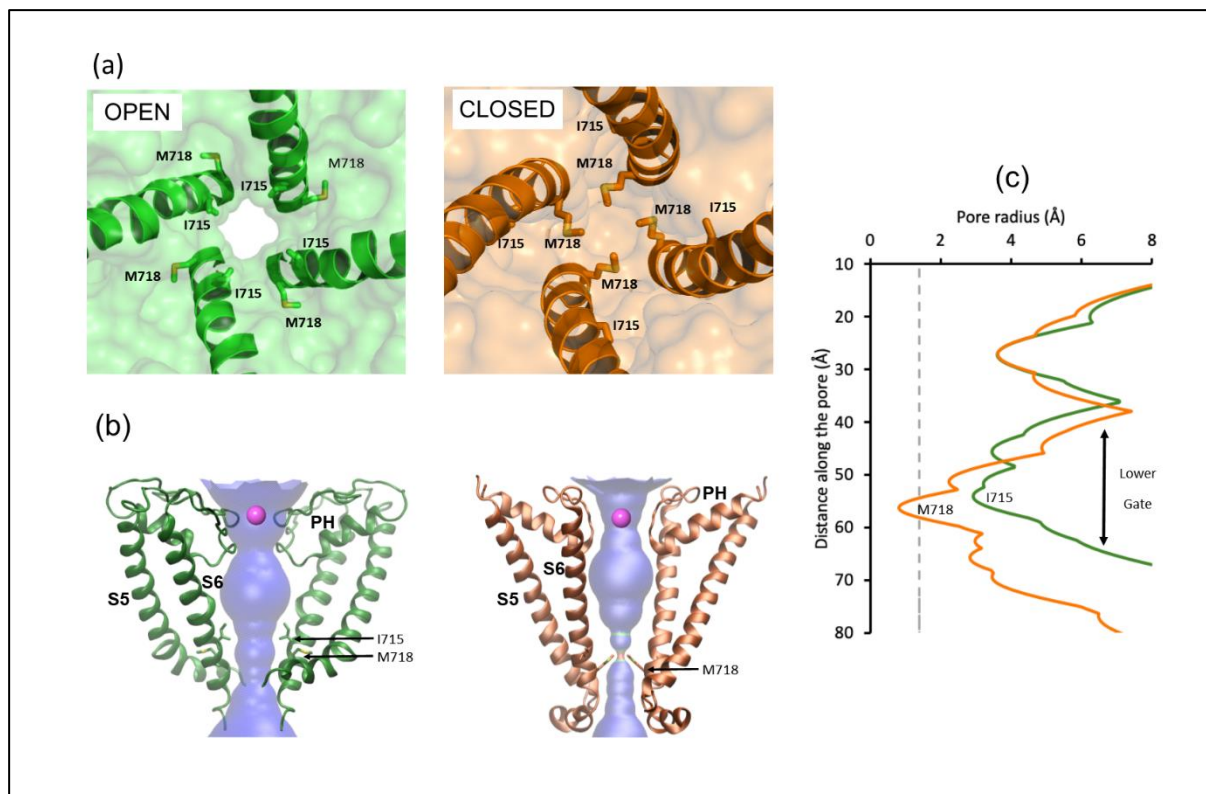 (a)
OPEN
M718
M718
I715
I715
I715
M718
I715
M718
CLOSED
I715
M718
M718
I715
I715
M718
M718
I715
(b)
PH
S6
S5
I715
M718
PH
S6
S5
M718
(c)
Pore radius (Å)
0 2 4 6 8
Distance along the pore (Å)
10
20
30
40
50
60
70
80
I715
M718
Lower
Gate